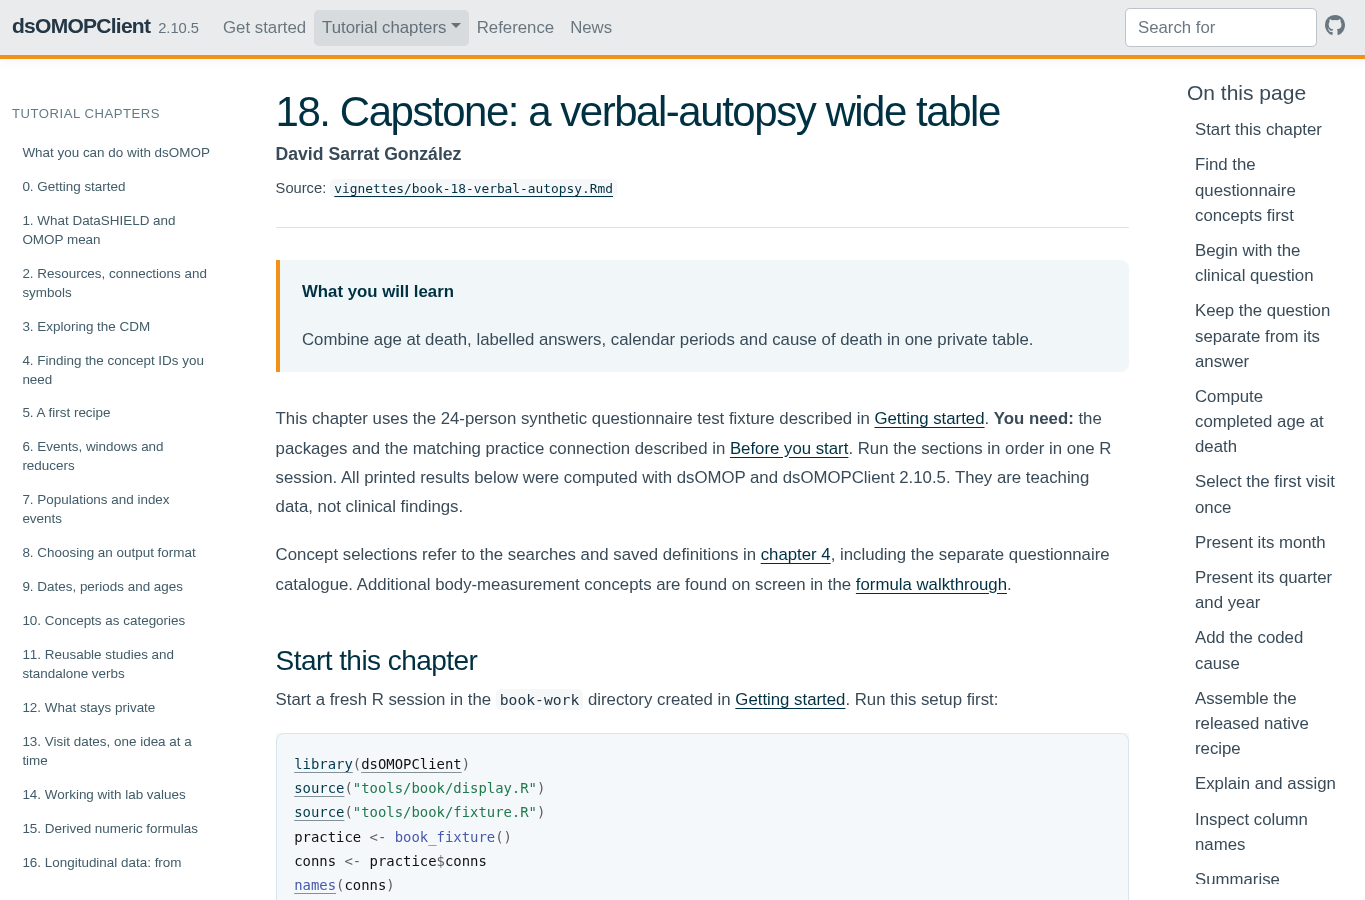 dsOMOPClient 2.10.5 Get started Tutorial chapters Reference News Search for
TUTORIAL CHAPTERS
What you can do with dsOMOP
0. Getting started
1. What DataSHIELD and
OMOP mean
2. Resources, connections and
symbols
3. Exploring the CDM
4. Finding the concept IDs you
need
5. A first recipe
6. Events, windows and
reducers
7. Populations and index
events
8. Choosing an output format
9. Dates, periods and ages
10. Concepts as categories
11. Reusable studies and
standalone verbs
12. What stays private
13. Visit dates, one idea at a
time
14. Working with lab values
15. Derived numeric formulas
16. Longitudinal data: from
18. Capstone: a verbal-autopsy wide table
David Sarrat González
Source: vignettes/book-18-verbal-autopsy.Rmd
What you will learn
Combine age at death, labelled answers, calendar periods and cause of death in one private table.
This chapter uses the 24-person synthetic questionnaire test fixture described in Getting started. You need: the
packages and the matching practice connection described in Before you start. Run the sections in order in one R
session. All printed results below were computed with dsOMOP and dsOMOPClient 2.10.5. They are teaching
data, not clinical findings.
Concept selections refer to the searches and saved definitions in chapter 4, including the separate questionnaire
catalogue. Additional body-measurement concepts are found on screen in the formula walkthrough.
Start this chapter
Start a fresh R session in the book-work directory created in Getting started. Run this setup first:
library(dsOMOPClient)
source("tools/book/display.R")
source("tools/book/fixture.R")
practice <- book_fixture()
conns <- practice$conns
names(conns)
On this page
Start this chapter
Find the
questionnaire
concepts first
Begin with the
clinical question
Keep the question
separate from its
answer
Compute
completed age at
death
Select the first visit
once
Present its month
Present its quarter
and year
Add the coded
cause
Assemble the
released native
recipe
Explain and assign
Inspect column
names
Summarise